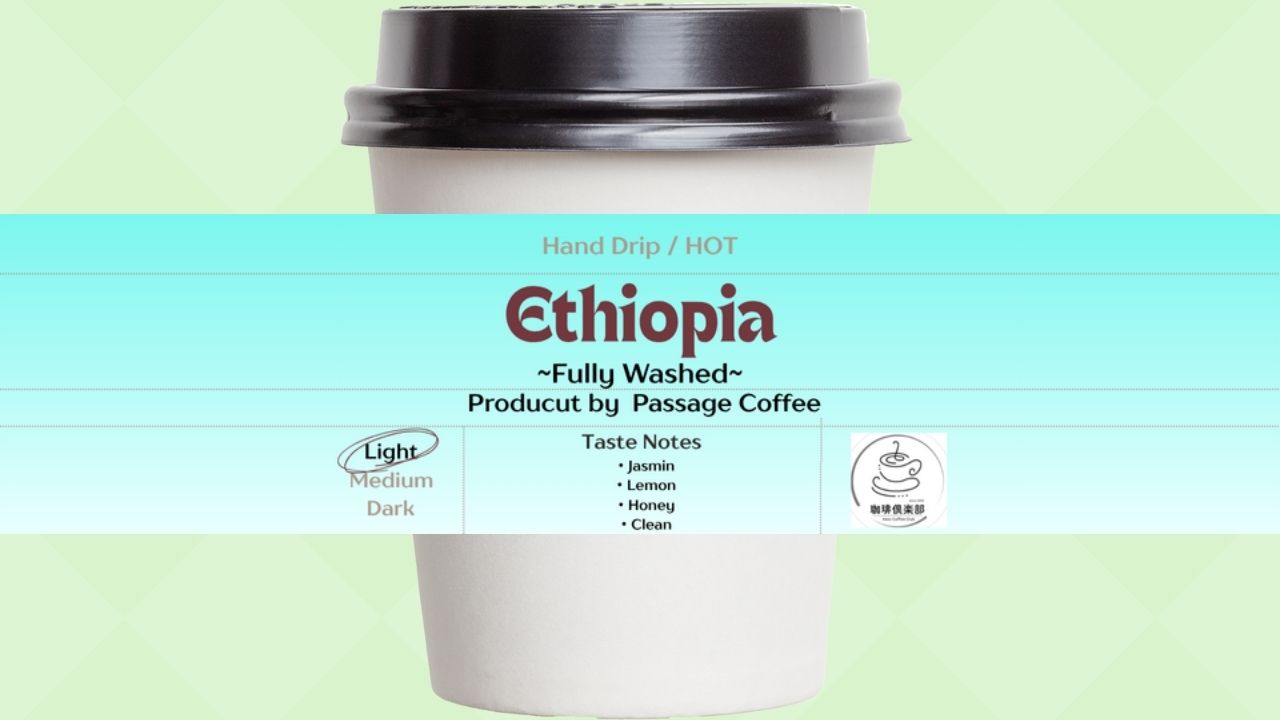 Hand Drip / HOT
Ethiopia
~Fully Washed~
Producut by Passage Coffee
Light
Medium
Dark
Taste Notes
• Jasmin
• Lemon
• Honey
• Clean
珈琲倶楽部